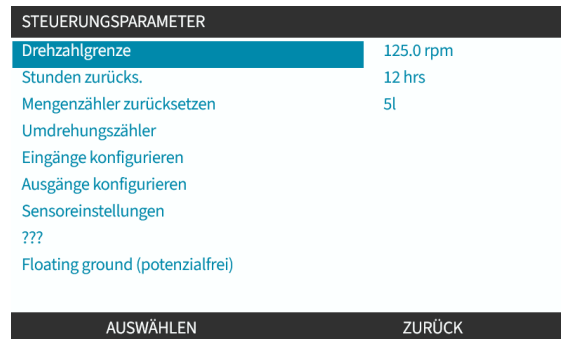 STEUERUNGSPARAMETER
Drehzahlgrenze 125.0 rpm
Stunden zurücks. 12 hrs
Mengenzähler zurücksetzen 5l
Umdrehungszähler
Eingänge konfigurieren
Ausgänge konfigurieren
Sensoreinstellungen
???
Floating ground (potenzialfrei)
AUSWÄHLEN ZURÜCK